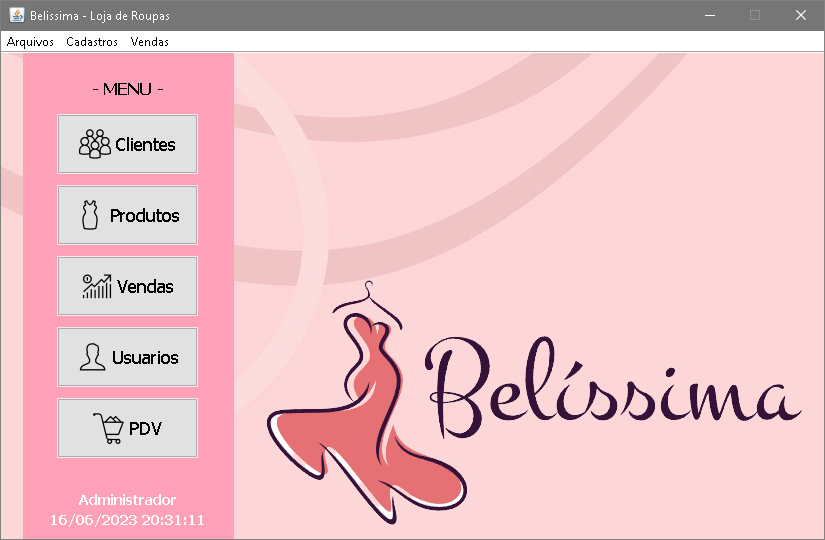 Belissima - Loja de Roupas
Arquivos Cadastros Vendas
- MENU -
Clientes
Produtos
Vendas
Usuarios
PDV
Administrador
16/06/2023 20:31:11
Belíssima